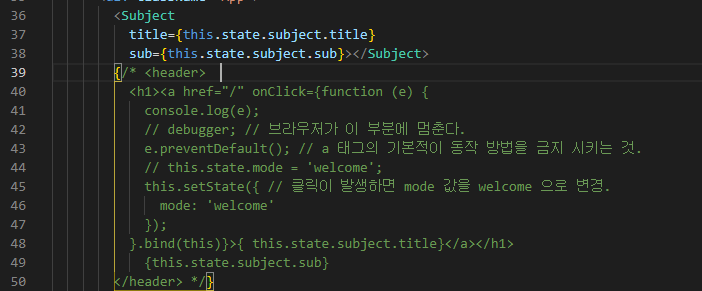 36 <Subject
37 title={this.state.subject.title}
38 sub={this.state.subject.sub}></Subject>
39 {/* <header>
40 <h1><a href="/" onClick={function (e) {
41 console.log(e);
42 // debugger; // 브라우저가 이 부분에 멈춘다.
43 e.preventDefault(); // a 태그의 기본적이 동작 방법을 금지 시키는 것.
44 // this.state.mode = 'welcome';
45 this.setState({ // 클릭이 발생하면 mode 값을 welcome 으로 변경.
46 mode: 'welcome'
47 });
48 }.bind(this)}>{ this.state.subject.title}</a></h1>
49 {this.state.subject.sub}
50 </header> */}